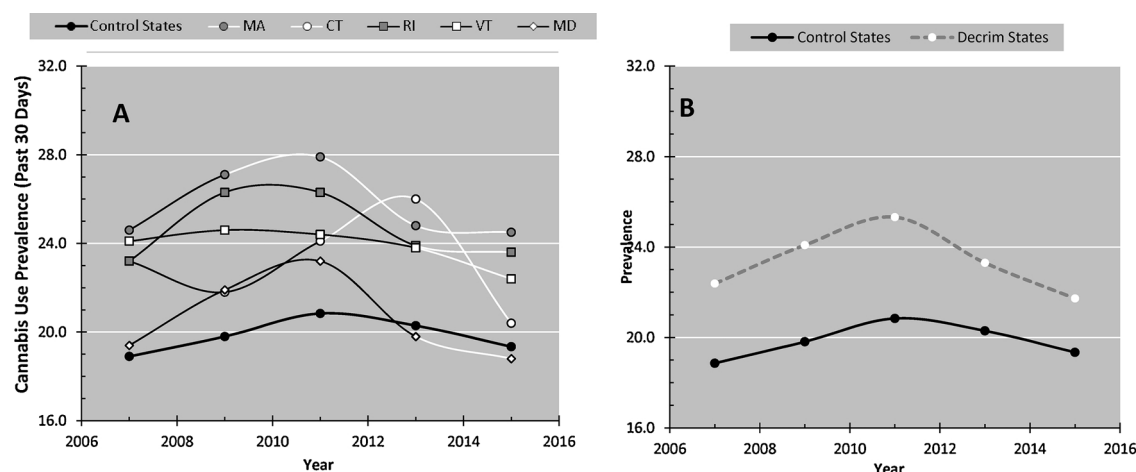 Control States MA CT RI VT MD
A
Cannabis Use Prevalence (Past 30 Days)
32.0
28.0
24.0
20.0
16.0
2006 2008 2010 2012 2014 2016
Year
Control States Decrim States
B
Prevalence
32.0
28.0
24.0
20.0
16.0
2006 2008 2010 2012 2014 2016
Year